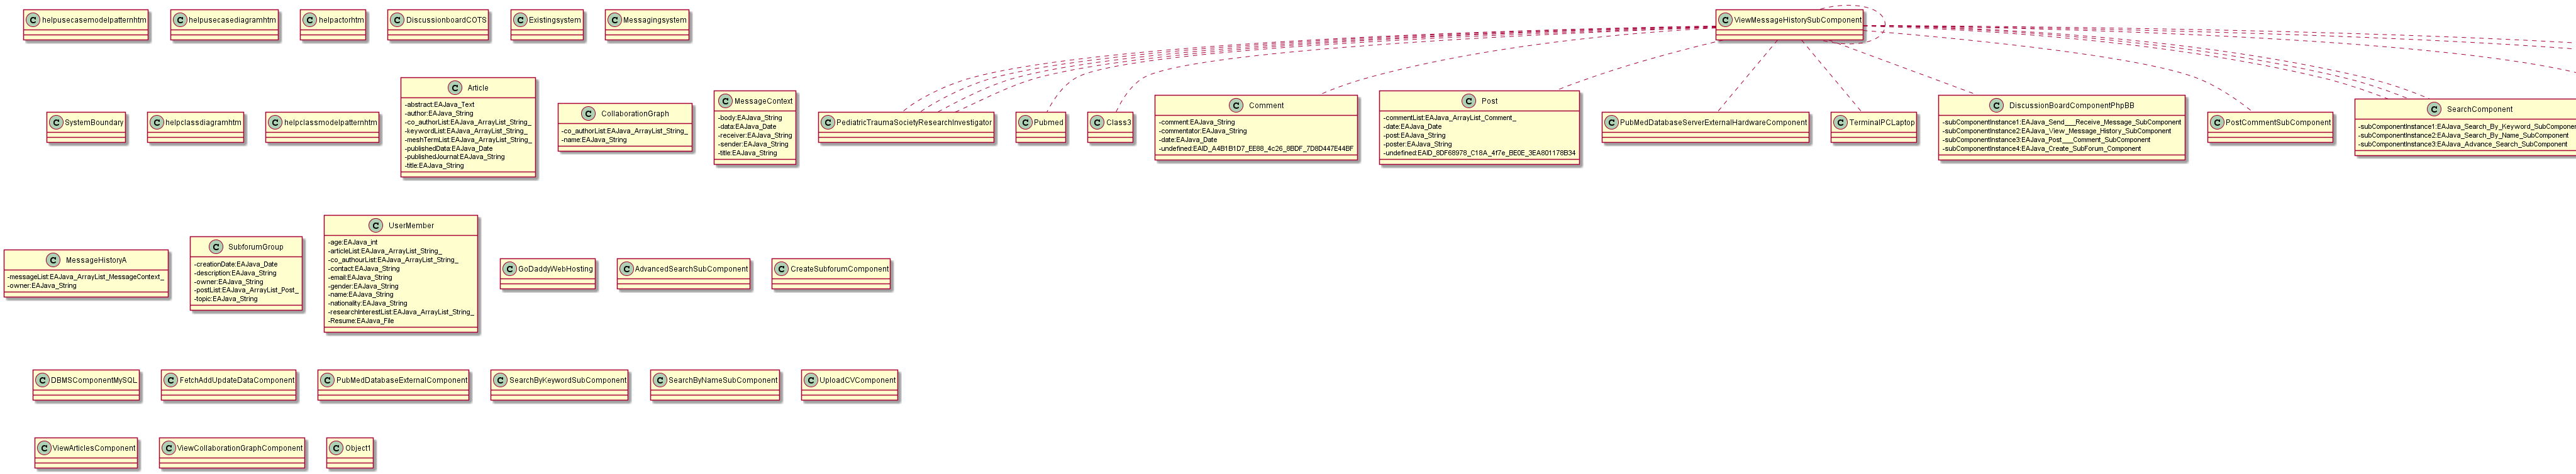 C helpusecasemodelpatternhtm
C helpusecasediagramhtm
C helpactorhtm
C DiscussionboardCOTS
C Existingsystem
C Messagingsystem
C ViewMessageHistorySubComponent
C SystemBoundary
C helpclassdiagramhtm
C helpclassmodelpatternhtm
C Article
-abstract:EAJava_Text
-author:EAJava_String
-co_authorList:EAJava_ArrayList_String_
-keywordList:EAJava_ArrayList_String_
-meshTermList:EAJava_ArrayList_String_
-publishedData:EAJava_Date
-publishedJournal:EAJava_String
-title:EAJava_String
C CollaborationGraph
-co_authorList:EAJava_ArrayList_String_
-name:EAJava_String
C MessageContext
-body:EAJava_String
-data:EAJava_Date
-receiver:EAJava_String
-sender:EAJava_String
-title:EAJava_String
C PediatricTraumaSocietyResearchInvestigator
C Pubmed
C Class3
C Comment
-comment:EAJava_String
-commentator:EAJava_String
-date:EAJava_Date
-undefined:EAID_A4B1B1D7_EE88_4c26_8BDF_7D8D447E44BF
C Post
-commentList:EAJava_ArrayList_Comment_
-date:EAJava_Date
-post:EAJava_String
-poster:EAJava_String
-undefined:EAID_8DF68978_C18A_4f7e_BE0E_3EA801178B34
C PubMedDatabaseServerExternalHardwareComponent
C TerminalPCLaptop
C DiscussionBoardComponentPhpBB
-subComponentInstance1:EAJava_Send___Receive_Message_SubComponent
-subComponentInstance2:EAJava_View_Message_History_SubComponent
-subComponentInstance3:EAJava_Post___Comment_SubComponent
-subComponentInstance4:EAJava_Create_SubForum_Component
C PostCommentSubComponent
C SearchComponent
-subComponentInstance1:EAJava_Search_By_Keyword_SubComponen
-subComponentInstance2:EAJava_Search_By_Name_SubComponent
-subComponentInstance3:EAJava_Advance_Search_SubComponent
C MessageHistoryA
-messageList:EAJava_ArrayList_MessageContext_
-owner:EAJava_String
C SubforumGroup
-creationDate:EAJava_Date
-description:EAJava_String
-owner:EAJava_String
-postList:EAJava_ArrayList_Post_
-topic:EAJava_String
C UserMember
-age:EAJava_int
-articleList:EAJava_ArrayList_String_
-co_authourList:EAJava_ArrayList_String_
-contact:EAJava_String
-email:EAJava_String
-gender:EAJava_String
-name:EAJava_String
-nationality:EAJava_String
-researchInterestList:EAJava_ArrayList_String_
-Resume:EAJava_File
C GoDaddyWebHosting
C AdvancedSearchSubComponent
C CreateSubforumComponent
C DBMSComponentMySQL
C FetchAddUpdateDataComponent
C PubMedDatabaseExternalComponent
C SearchByKeywordSubComponent
C SearchByNameSubComponent
C UploadCVComponent
C ViewArticlesComponent
C ViewCollaborationGraphComponent
C Object1